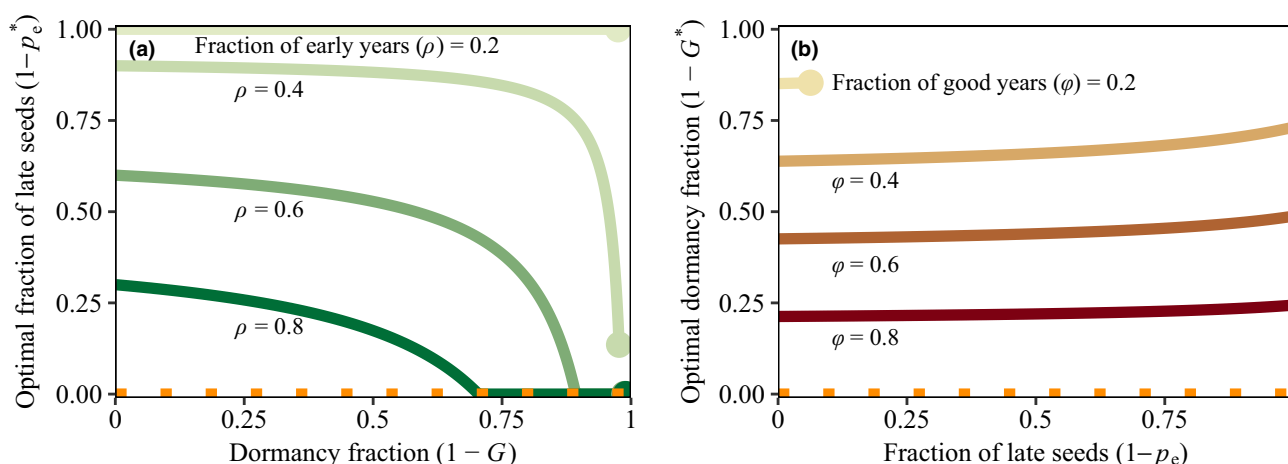 (a)
Fraction of early years (ρ) = 0.2
ρ = 0.4
ρ = 0.6
ρ = 0.8
Optimal fraction of late seeds (1–p*e)
1.00
0.75
0.50
0.25
0.00
0
0.25
0.5
0.75
1
Dormancy fraction (1 - G)
(b)
Fraction of good years (φ) = 0.2
φ = 0.4
φ = 0.6
φ = 0.8
Optimal dormancy fraction (1 - G*)
1.00
0.75
0.50
0.25
0.00
0
0.25
0.5
0.75
Fraction of late seeds (1–pe)